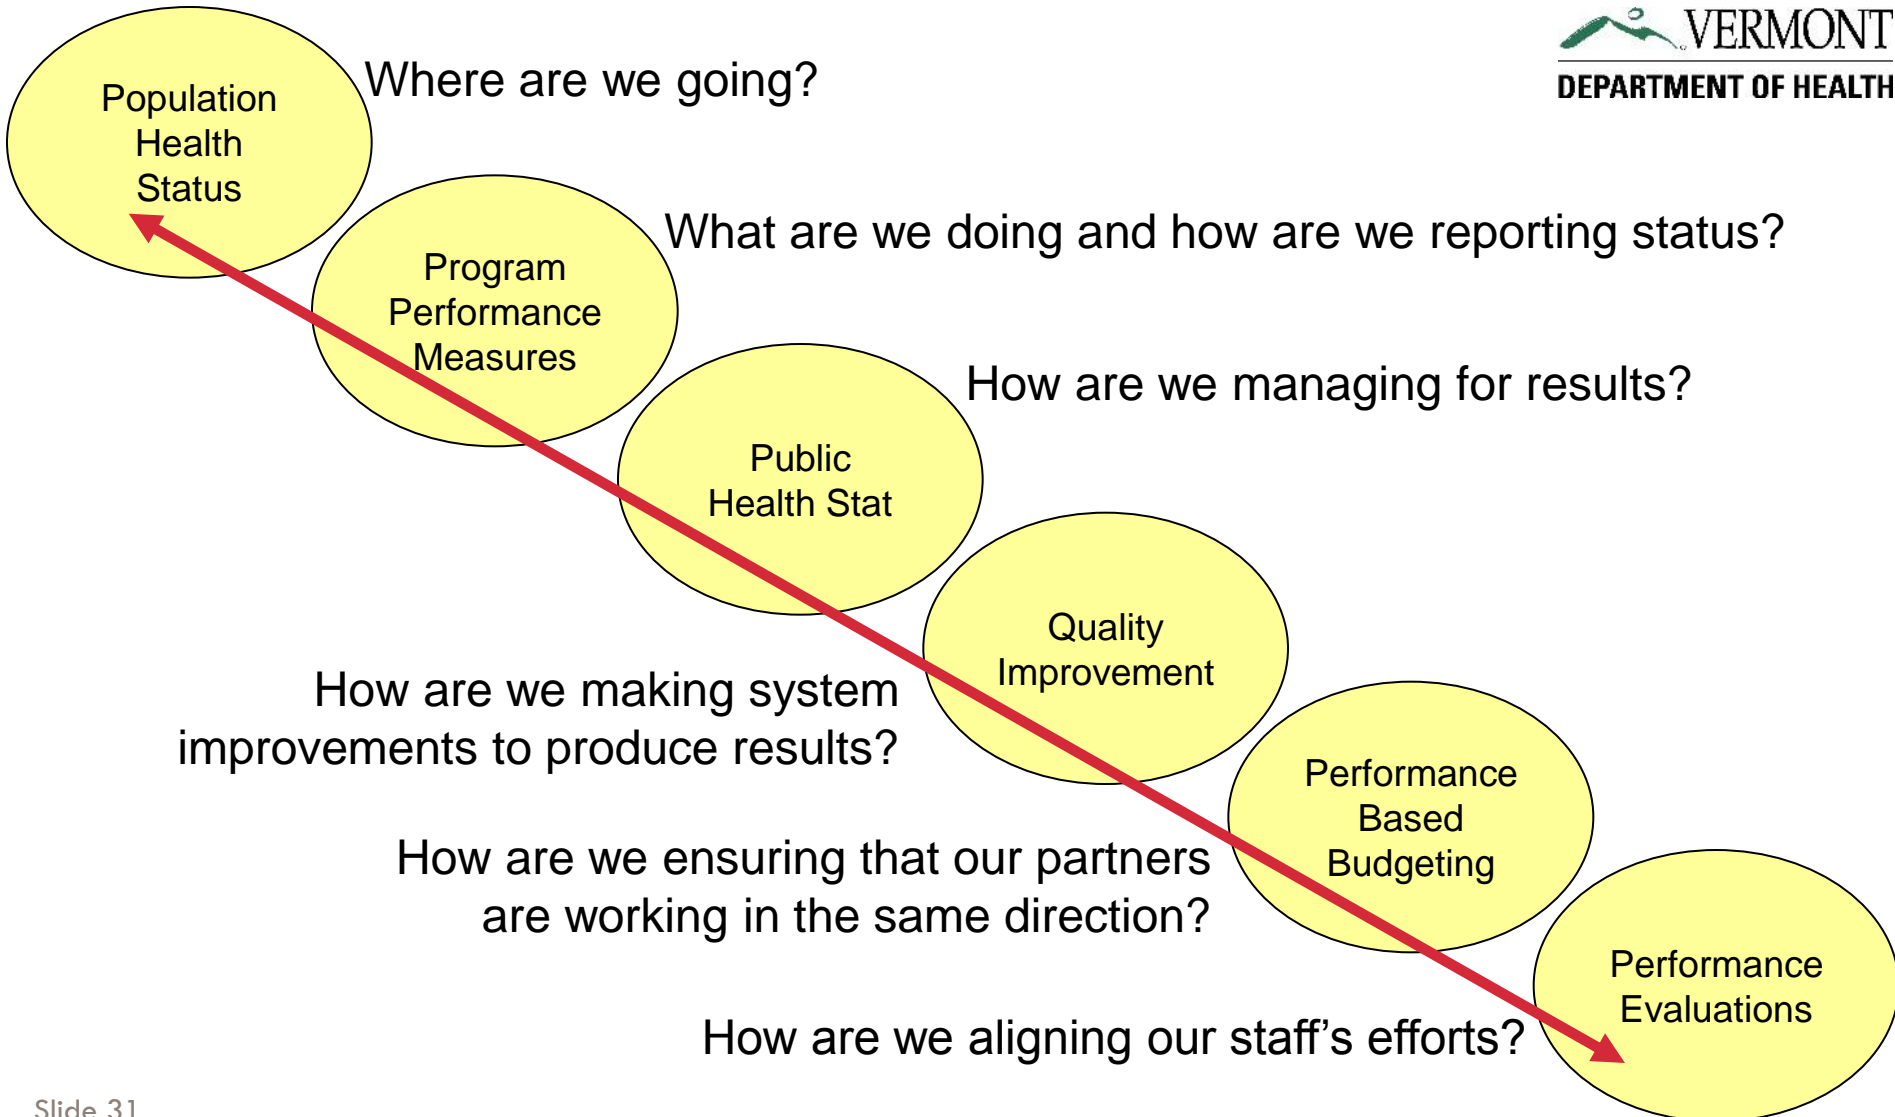 VERMONT
DEPARTMENT OF HEALTH
Population
Health
Status
Where are we going?
Program
Performance
Measures
What are we doing and how are we reporting status?
Public
Health Stat
How are we managing for results?
Quality
Improvement
How are we making system
improvements to produce results?
Performance
Based
Budgeting
How are we ensuring that our partners
are working in the same direction?
Performance
Evaluations
How are we aligning our staff’s efforts?
Slide 31